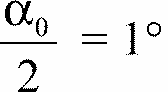 α₀/2 = 1°